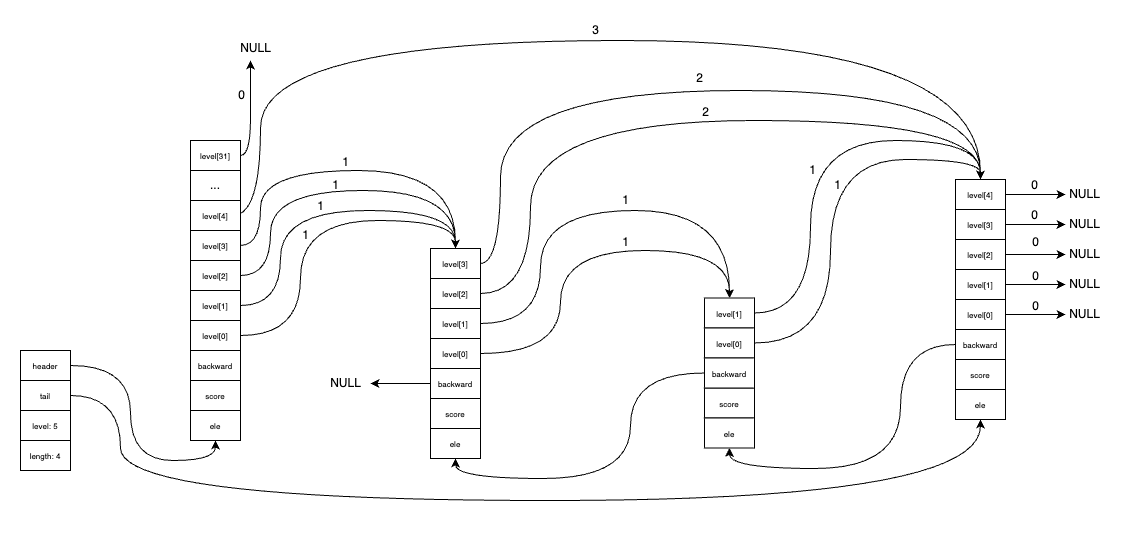 3
NULL
2
0
2
level[31]
1
1
...
1
level[4]
0
NULL
level[4]
1
1
1
level[4]
level[3]
0
NULL
1
level[3]
level[2]
0
NULL
level[3]
1
level[2]
level[2]
level[1]
0
NULL
level[1]
level[1]
level[1]
level[0]
0
NULL
level[0]
level[0]
level[0]
backward
header
backward
NULL
backward
backward
score
tail
score
score
score
ele
level: 5
ele
ele
ele
length: 4